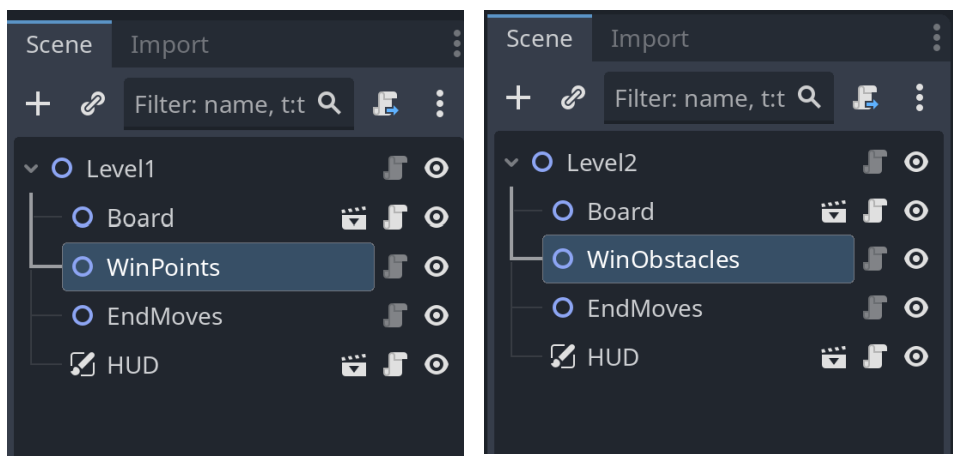 Scene Import
Filter: name, t:t
Level1
Board
WinPoints
EndMoves
HUD
Scene Import
Filter: name, t:t
Level2
Board
WinObstacles
EndMoves
HUD